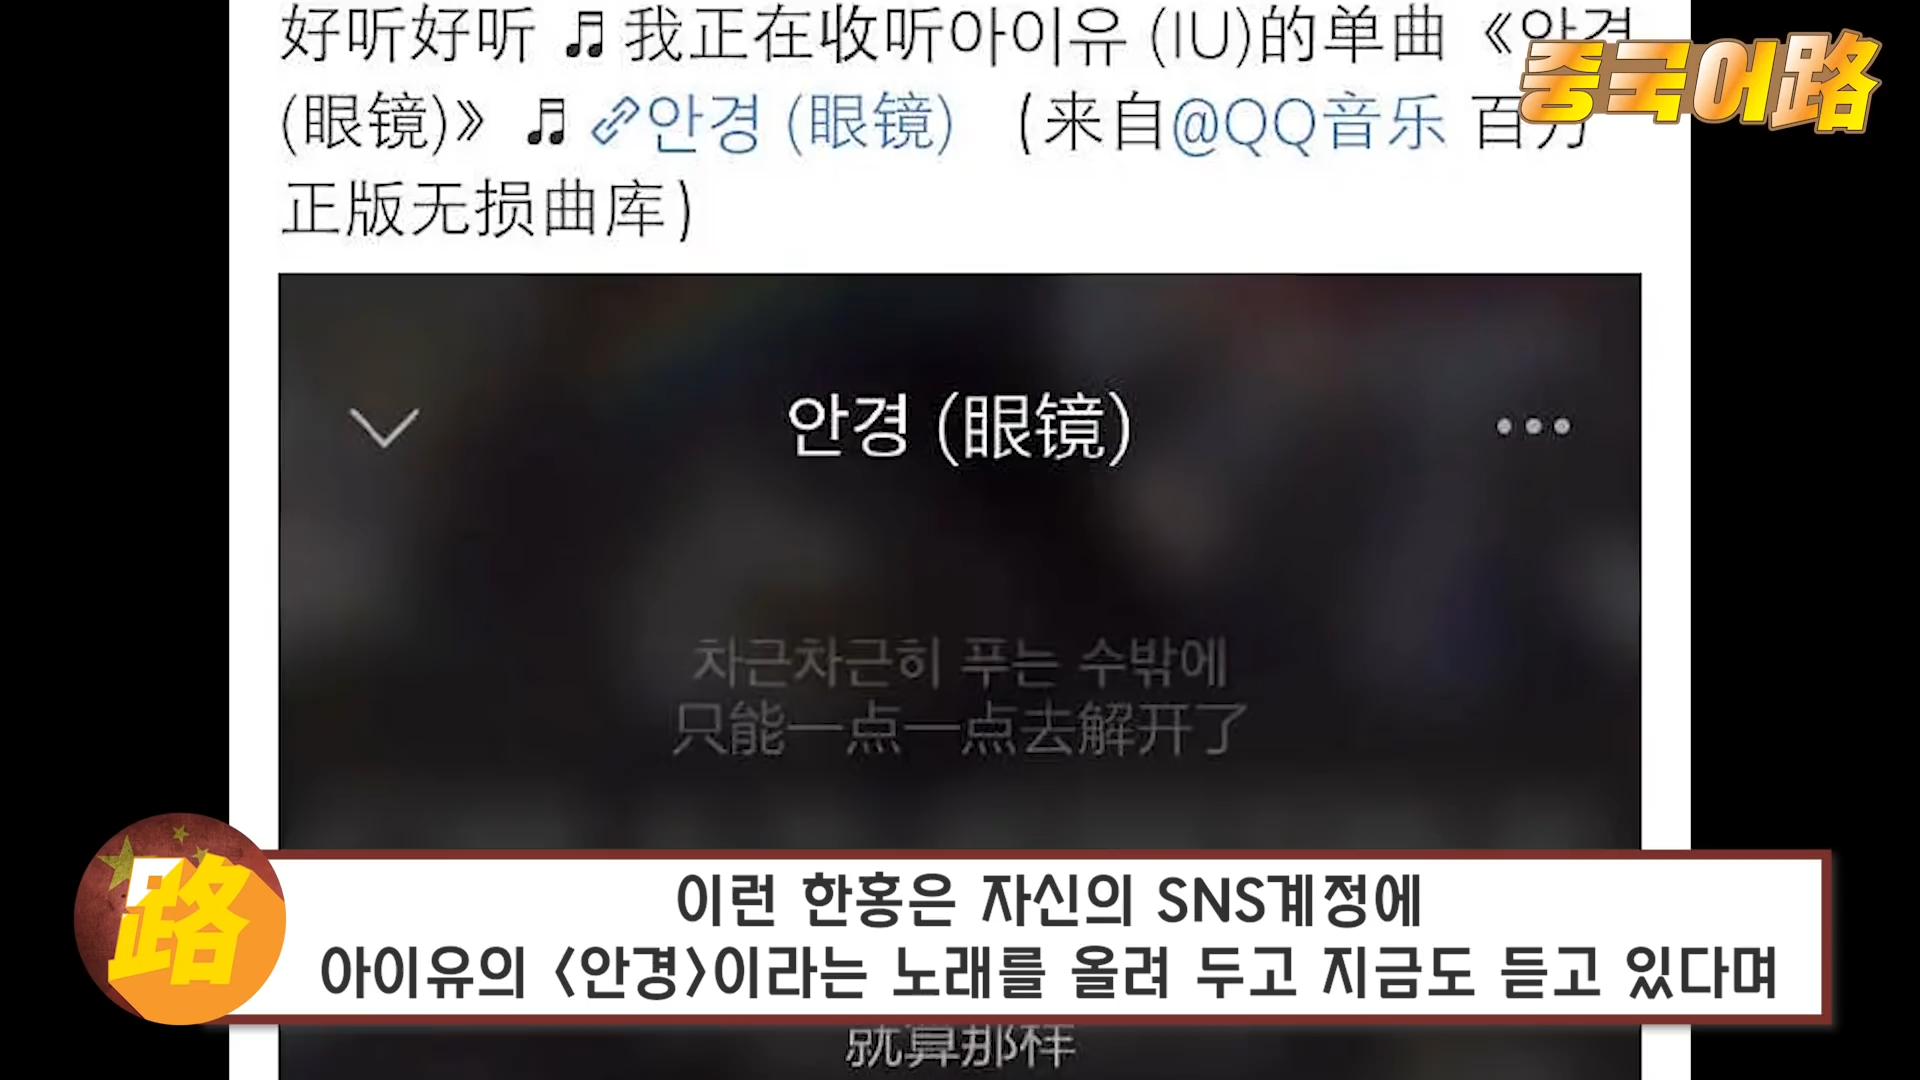 好听好听 ♫ 我正在收听아이유 (IU)的单曲《안경
(眼镜)》 ♫ 안경 (眼镜) (来自@QQ音乐 百万
正版无损曲库)
중국어路
안경 (眼镜)
차근차근히 푸는 수밖에
只能一点一点去解开了
路
이런 한홍은 자신의 SNS계정에
아이유의 <안경>이라는 노래를 올려 두고 지금도 듣고 있다며
就算那样